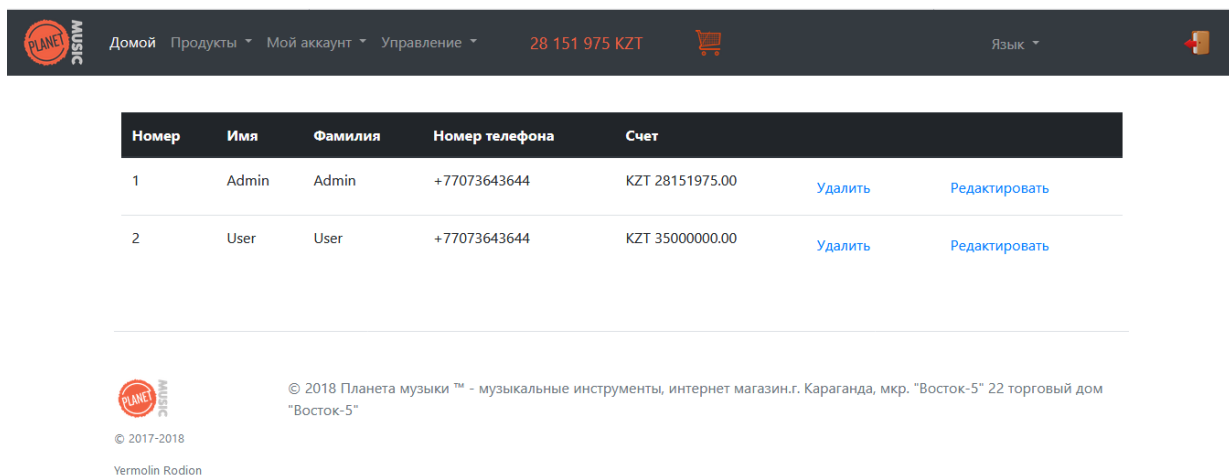 PLANET MUSIC Домой Продукты Мой аккаунт Управление 28 151 975 KZT Язык
Номер Имя Фамилия Номер телефона Счет
1 Admin Admin +77073643644 KZT 28151975.00 Удалить Редактировать
2 User User +77073643644 KZT 35000000.00 Удалить Редактировать
PLANET MUSIC
© 2018 Планета музыки ™ - музыкальные инструменты, интернет магазин.г. Караганда, мкр. "Восток-5" 22 торговый дом
"Восток-5"
© 2017-2018
Yermolin Rodion